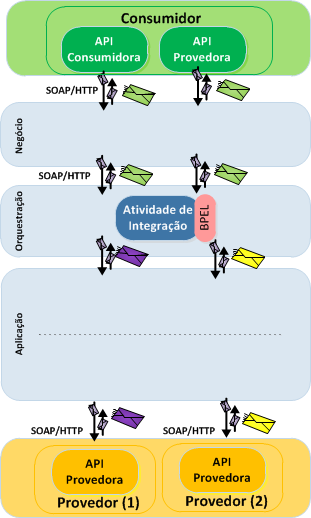 Consumidor
API
Consumidora
API
Provedora
SOAP/HTTP
Negócio
SOAP/HTTP
Orquestração
Atividade de
Integração
BPEL
Aplicação
SOAP/HTTP
SOAP/HTTP
API
Provedora
API
Provedora
Provedor (1)
Provedor (2)